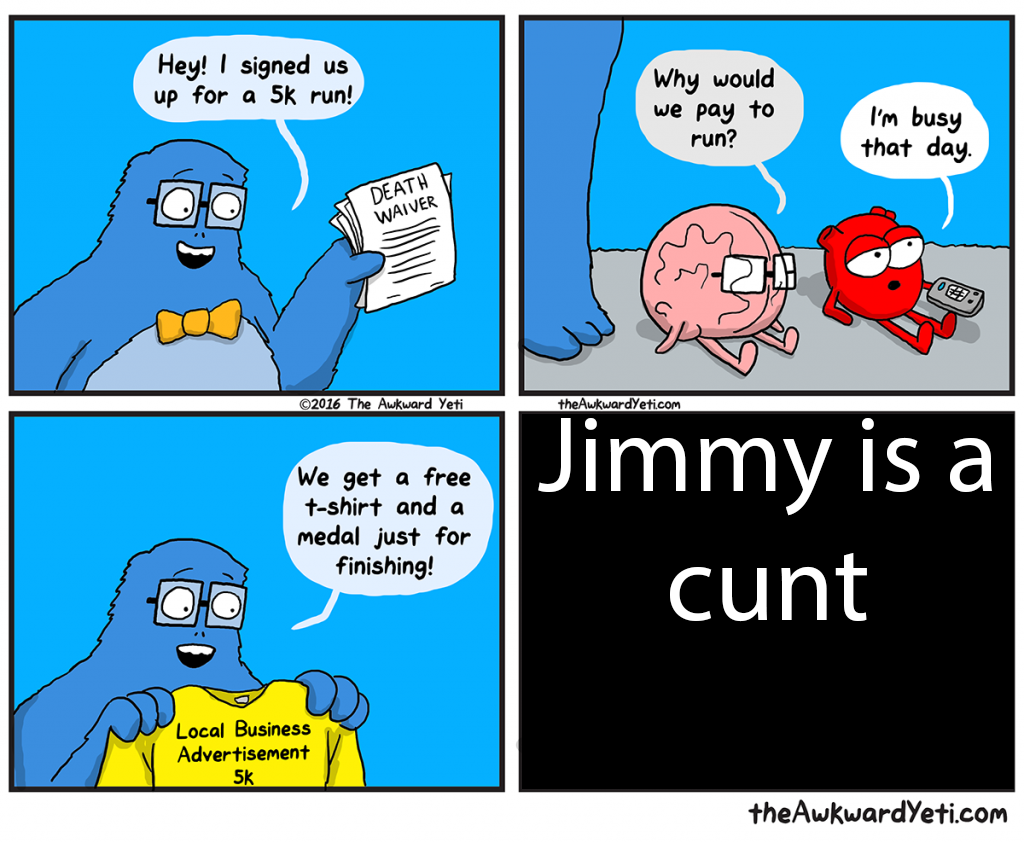 Hey! I signed us
up for a 5k run!
DEATH
WAIVER
Why would
we pay to
run?
I'm busy
that day.
©2016 The Awkward Yeti
theAwkwardYeti.com
We get a free
t-shirt and a
medal just for
finishing!
Local Business
Advertisement
5k
Jimmy is a
cunt
theAwkwardYeti.com